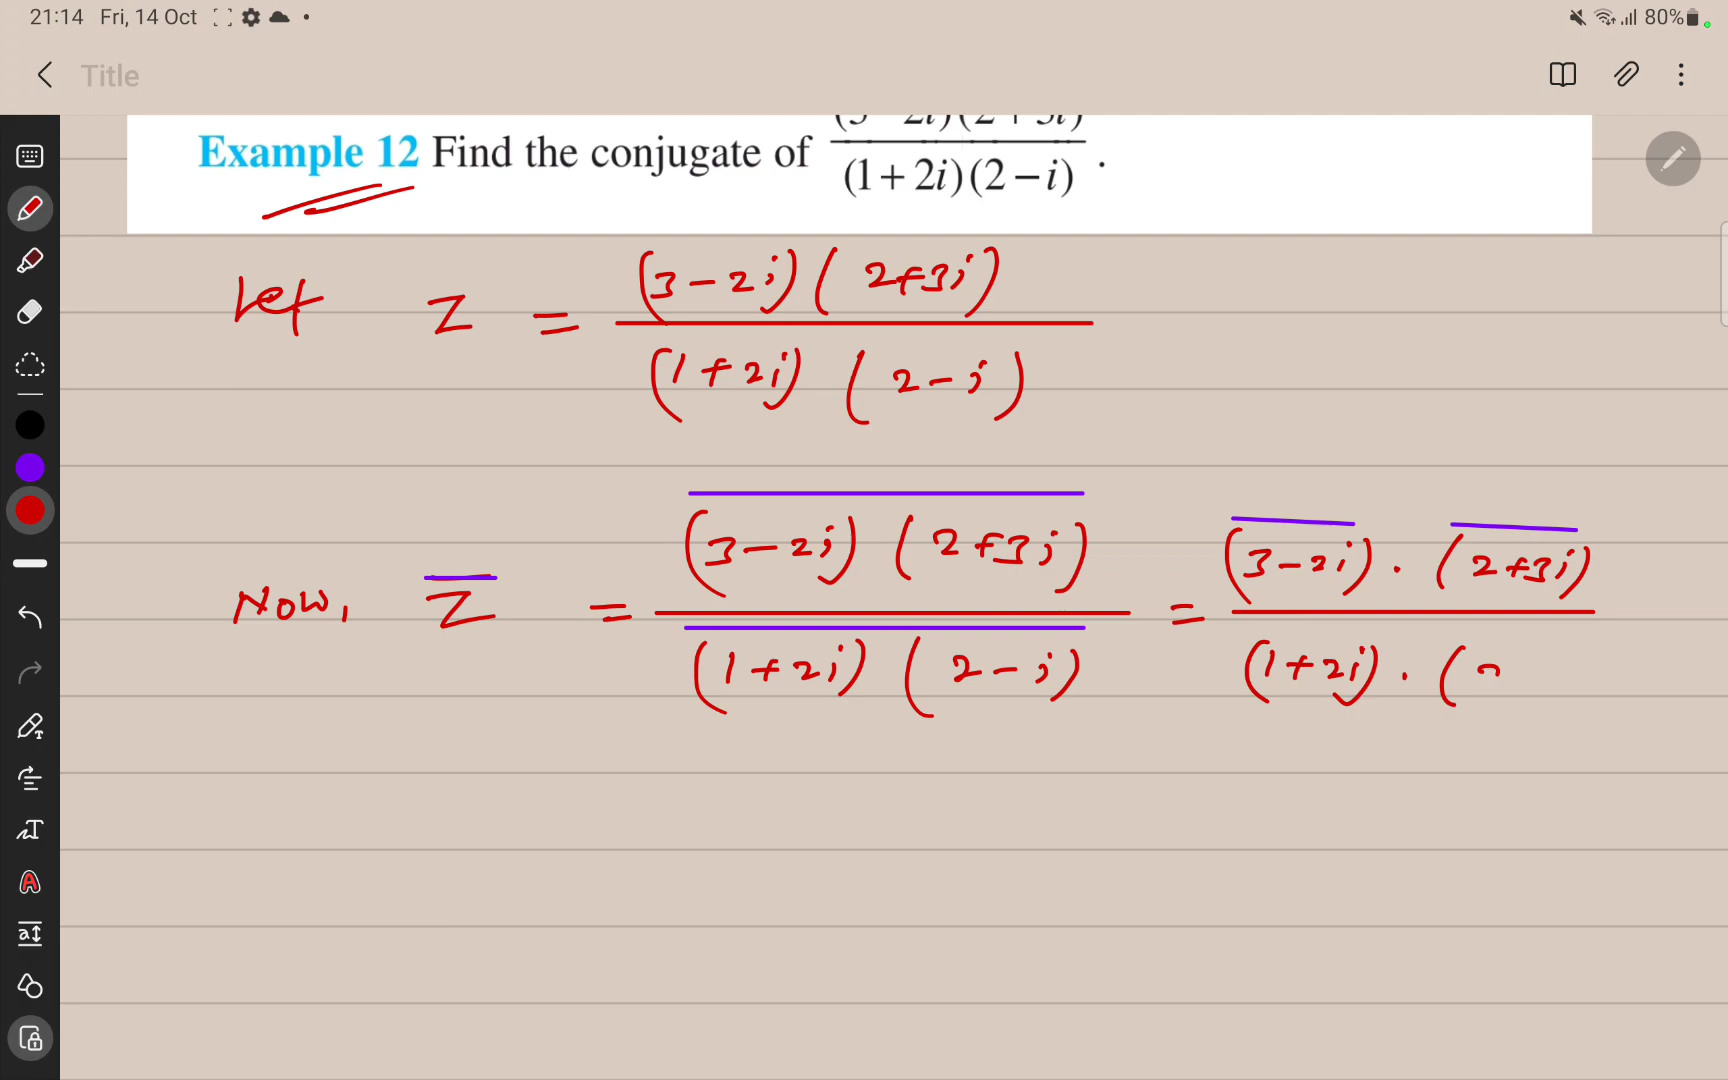 21:14 Fri, 14 Oct 80%
Title
(3 - 2i)(2 + 3i)
Example 12 Find the conjugate of
(1 + 2i)(2 - i) .
(3 - 2i) ( 2+3i)
Let Z =
(1 + 2i) ( 2 - i)
(3 - 2i) (2+3i) (3 - 2i) . (2+3i)
Now, Z̅ = =
(1 + 2i) ( 2 - i) (1 + 2i) . (